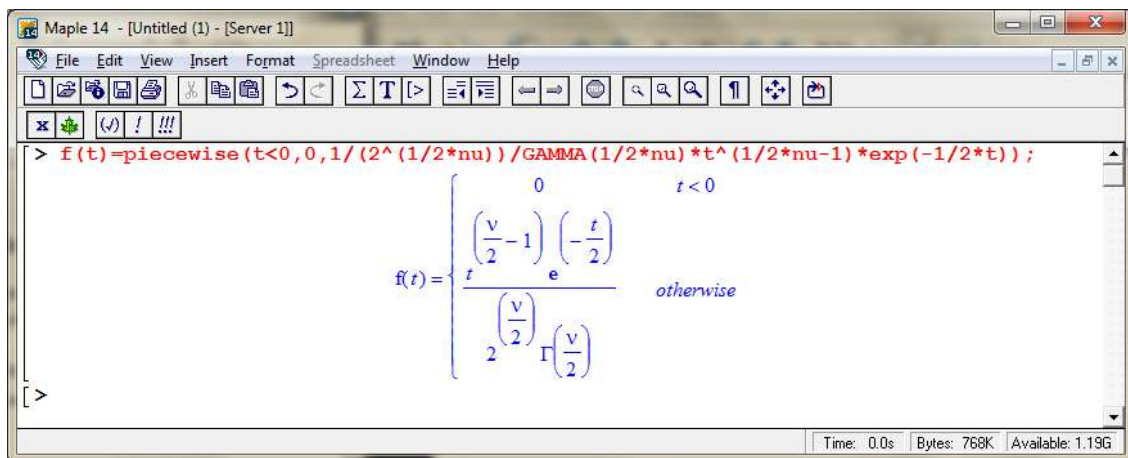 Maple 14 - [Untitled (1) - [Server 1]]
File Edit View Insert Format Spreadsheet Window Help
Σ T [> STOP ¶
x (√) ! !!!
[ > f(t)=piecewise(t<0,0,1/(2^(1/2*nu))/GAMMA(1/2*nu)*t^(1/2*nu-1)*exp(-1/2*t));
0 t < 0
f(t) = t^(ν/2 - 1) e^(-t/2) / 2^(ν/2) Γ(ν/2) otherwise
[ >
Time: 0.0s Bytes: 768K Available: 1.19G